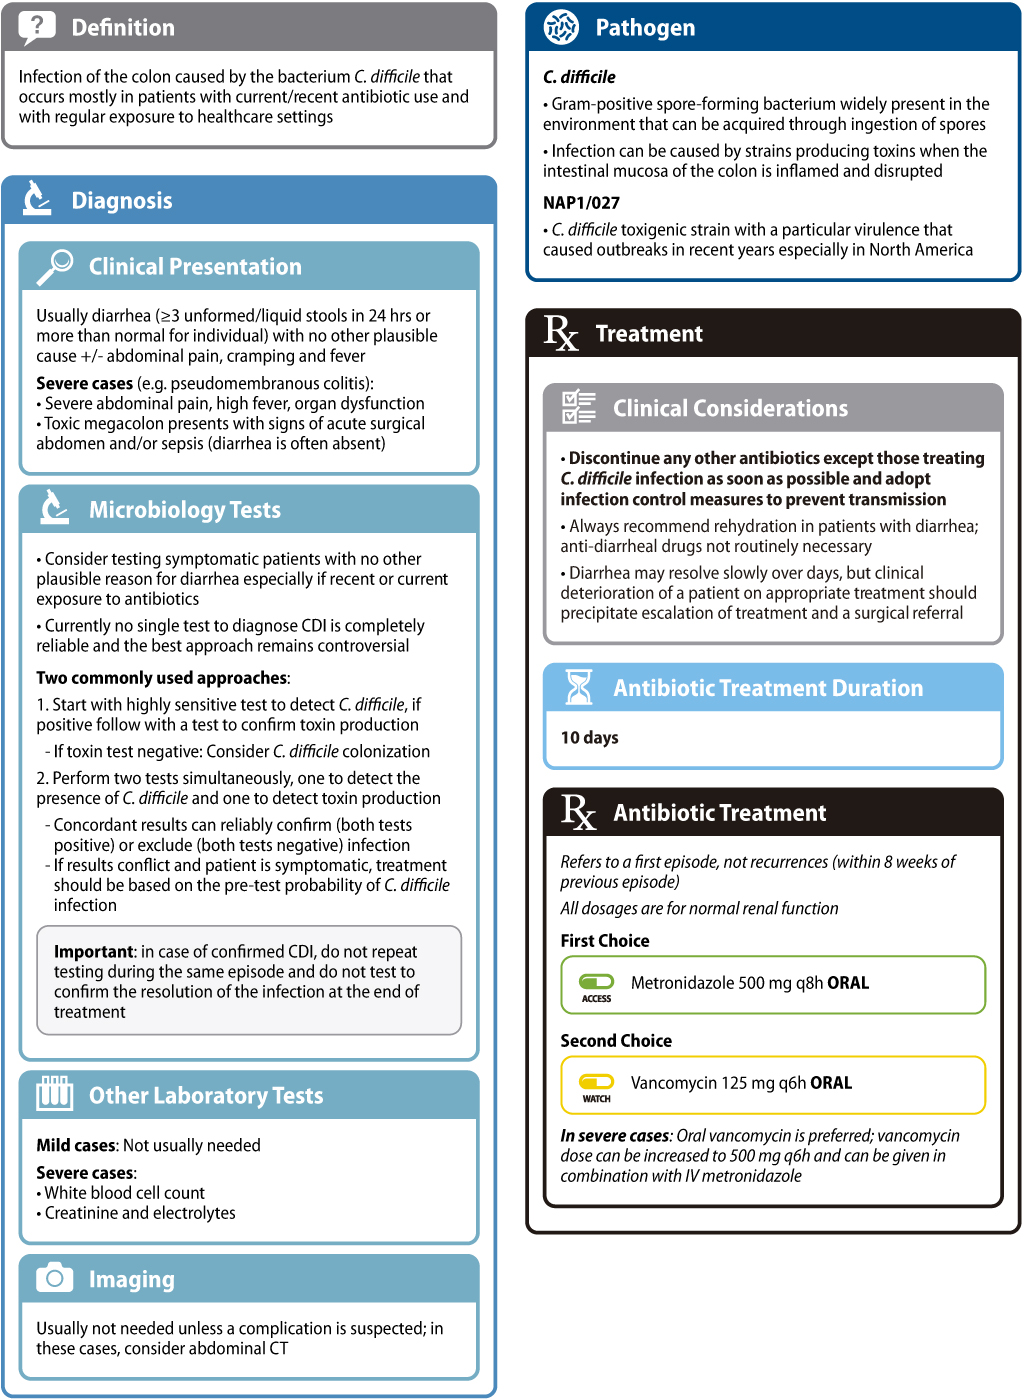 ?
Definition
Infection of the colon caused by the bacterium C. difficile that
occurs mostly in patients with current/recent antibiotic use and
with regular exposure to healthcare settings
Diagnosis
Clinical Presentation
Usually diarrhea (≥3 unformed/liquid stools in 24 hrs or
more than normal for individual) with no other plausible
cause +/- abdominal pain, cramping and fever
Severe cases (e.g. pseudomembranous colitis):
• Severe abdominal pain, high fever, organ dysfunction
• Toxic megacolon presents with signs of acute surgical
abdomen and/or sepsis (diarrhea is often absent)
Microbiology Tests
• Consider testing symptomatic patients with no other
plausible reason for diarrhea especially if recent or current
exposure to antibiotics
• Currently no single test to diagnose CDI is completely
reliable and the best approach remains controversial
Two commonly used approaches:
1. Start with highly sensitive test to detect C. difficile, if
positive follow with a test to confirm toxin production
- If toxin test negative: Consider C. difficile colonization
2. Perform two tests simultaneously, one to detect the
presence of C. difficile and one to detect toxin production
- Concordant results can reliably confirm (both tests
positive) or exclude (both tests negative) infection
- If results conflict and patient is symptomatic, treatment
should be based on the pre-test probability of C. difficile
infection
Important: in case of confirmed CDI, do not repeat
testing during the same episode and do not test to
confirm the resolution of the infection at the end of
treatment
Other Laboratory Tests
Mild cases: Not usually needed
Severe cases:
• White blood cell count
• Creatinine and electrolytes
Imaging
Usually not needed unless a complication is suspected; in
these cases, consider abdominal CT
Pathogen
C. difficile
• Gram-positive spore-forming bacterium widely present in the
environment that can be acquired through ingestion of spores
• Infection can be caused by strains producing toxins when the
intestinal mucosa of the colon is inflamed and disrupted
NAP1/027
• C. difficile toxigenic strain with a particular virulence that
caused outbreaks in recent years especially in North America
Rx Treatment
Clinical Considerations
• Discontinue any other antibiotics except those treating
C. difficile infection as soon as possible and adopt
infection control measures to prevent transmission
• Always recommend rehydration in patients with diarrhea;
anti-diarrheal drugs not routinely necessary
• Diarrhea may resolve slowly over days, but clinical
deterioration of a patient on appropriate treatment should
precipitate escalation of treatment and a surgical referral
Antibiotic Treatment Duration
10 days
Rx Antibiotic Treatment
Refers to a first episode, not recurrences (within 8 weeks of
previous episode)
All dosages are for normal renal function
First Choice
Metronidazole 500 mg q8h ORAL
ACCESS
Second Choice
Vancomycin 125 mg q6h ORAL
WATCH
In severe cases: Oral vancomycin is preferred; vancomycin
dose can be increased to 500 mg q6h and can be given in
combination with IV metronidazole